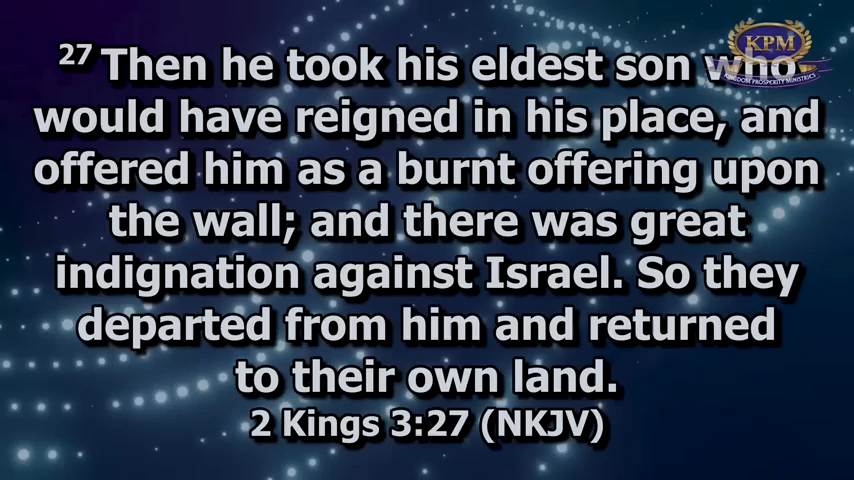 KPM
KINGDOM PROSPERITY MINISTRIES
27 Then he took his eldest son who
would have reigned in his place, and
offered him as a burnt offering upon
the wall; and there was great
indignation against Israel. So they
departed from him and returned
to their own land.
2 Kings 3:27 (NKJV)